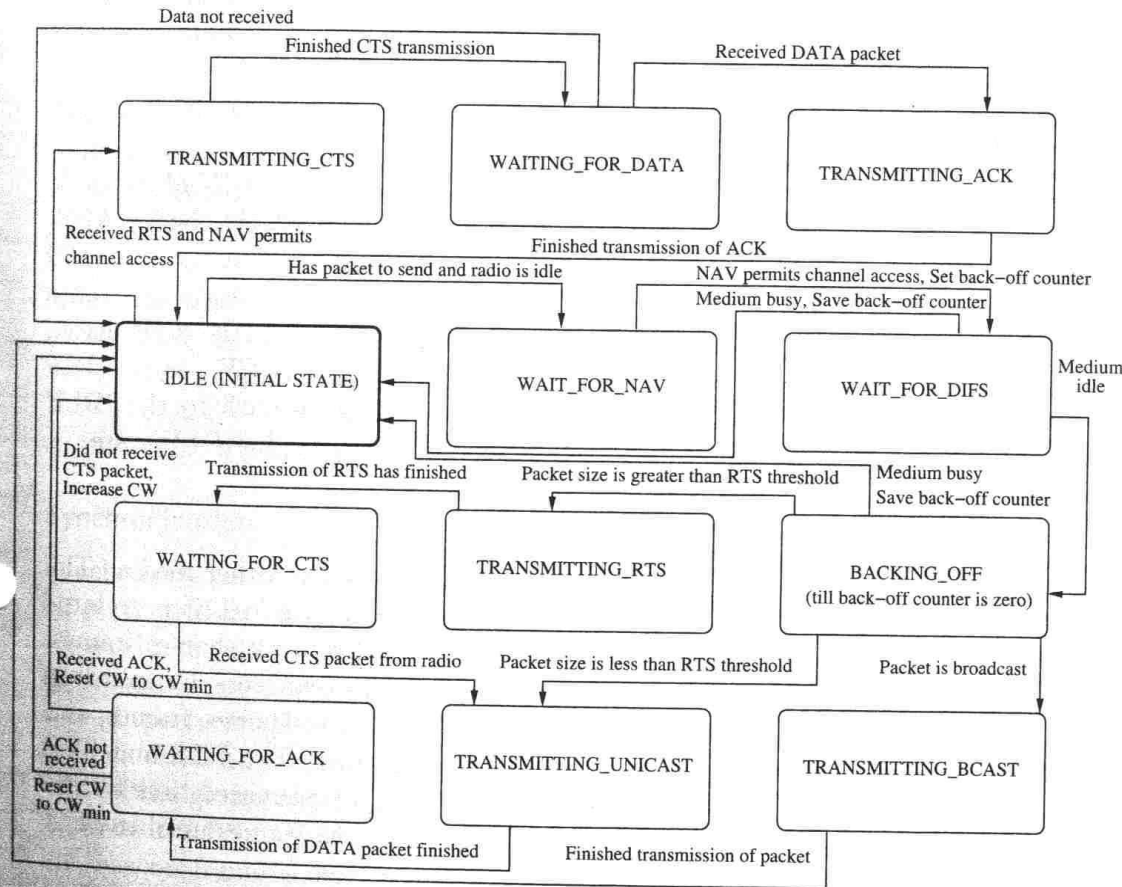 Data not received
Finished CTS transmission
Received DATA packet
TRANSMITTING_CTS
WAITING_FOR_DATA
TRANSMITTING_ACK
Received RTS and NAV permits
channel access
Finished transmission of ACK
Has packet to send and radio is idle
NAV permits channel access, Set back-off counter
Medium busy, Save back-off counter
IDLE (INITIAL STATE)
WAIT_FOR_NAV
WAIT_FOR_DIFS
Medium
idle
Did not receive
CTS packet,
Increase CW
Transmission of RTS has finished
Packet size is greater than RTS threshold
Medium busy
Save back-off counter
WAITING_FOR_CTS
TRANSMITTING_RTS
BACKING_OFF
(till back-off counter is zero)
Received ACK,
Reset CW to CWmin
Received CTS packet from radio
Packet size is less than RTS threshold
Packet is broadcast
ACK not
received
WAITING_FOR_ACK
TRANSMITTING_UNICAST
TRANSMITTING_BCAST
Reset CW
to CWmin
Transmission of DATA packet finished
Finished transmission of packet